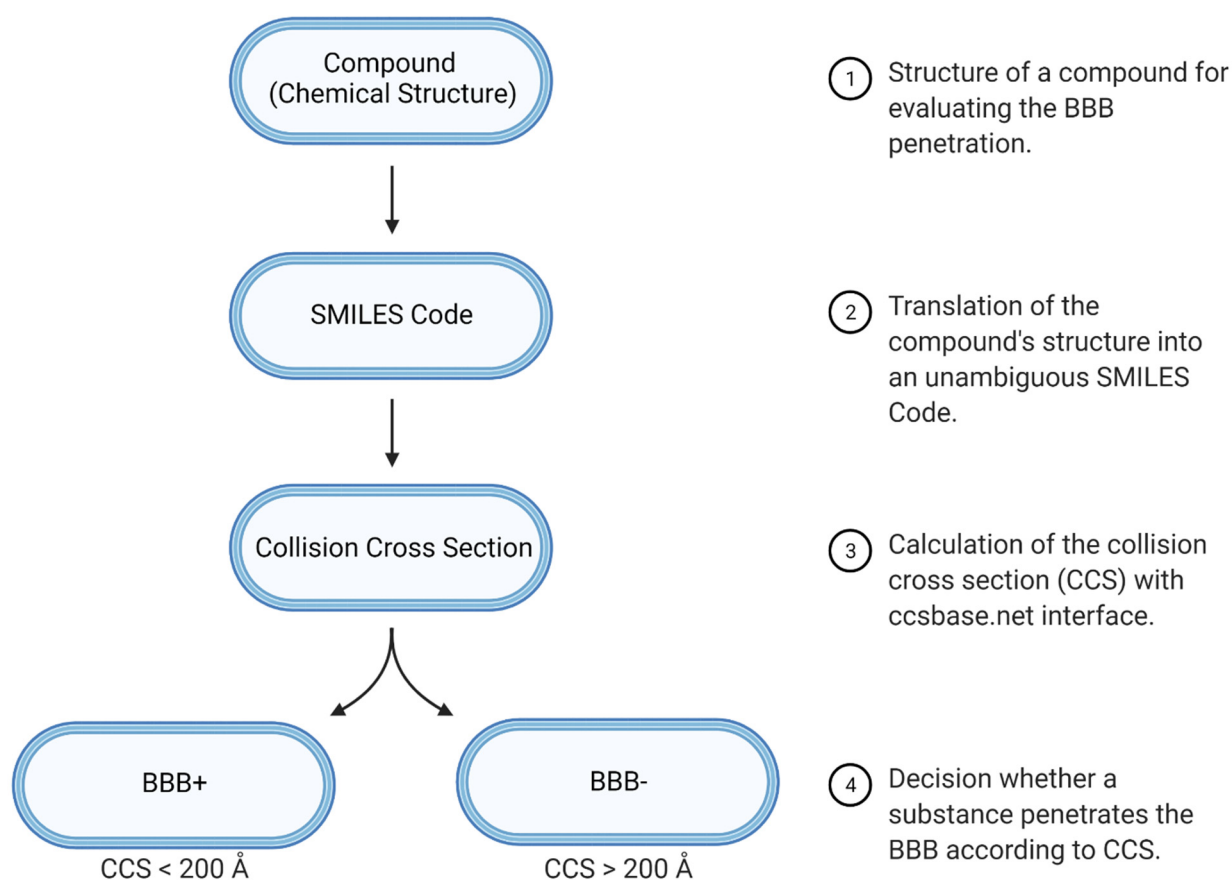 Compound
(Chemical Structure)
1
Structure of a compound for
evaluating the BBB
penetration.
SMILES Code
2
Translation of the
compound's structure into
an unambiguous SMILES
Code.
Collision Cross Section
3
Calculation of the collision
cross section (CCS) with
ccsbase.net interface.
BBB+
CCS < 200 Å
BBB-
CCS > 200 Å
4
Decision whether a
substance penetrates the
BBB according to CCS.